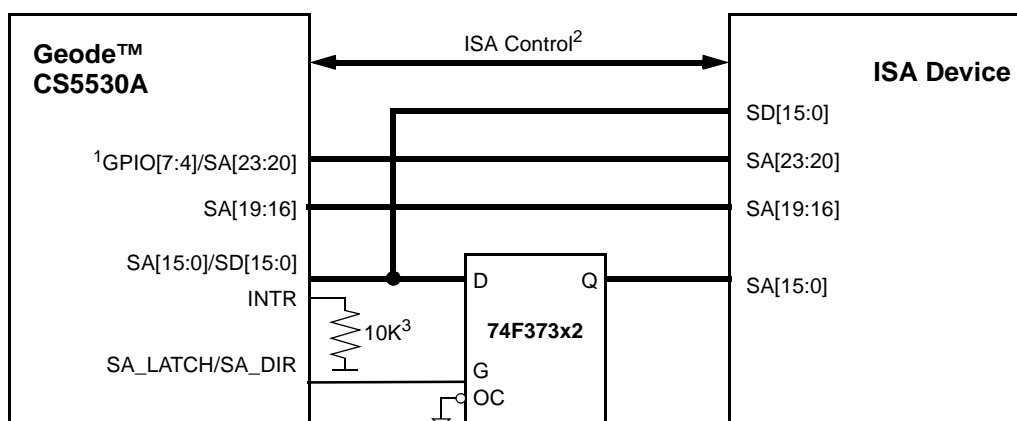 Geode™
CS5530A
ISA Control²
ISA Device
SD[15:0]
¹GPIO[7:4]/SA[23:20]
SA[23:20]
SA[19:16]
SA[19:16]
SA[15:0]/SD[15:0]
D
Q
SA[15:0]
INTR
10K³
74F373x2
SA_LATCH/SA_DIR
G
OC